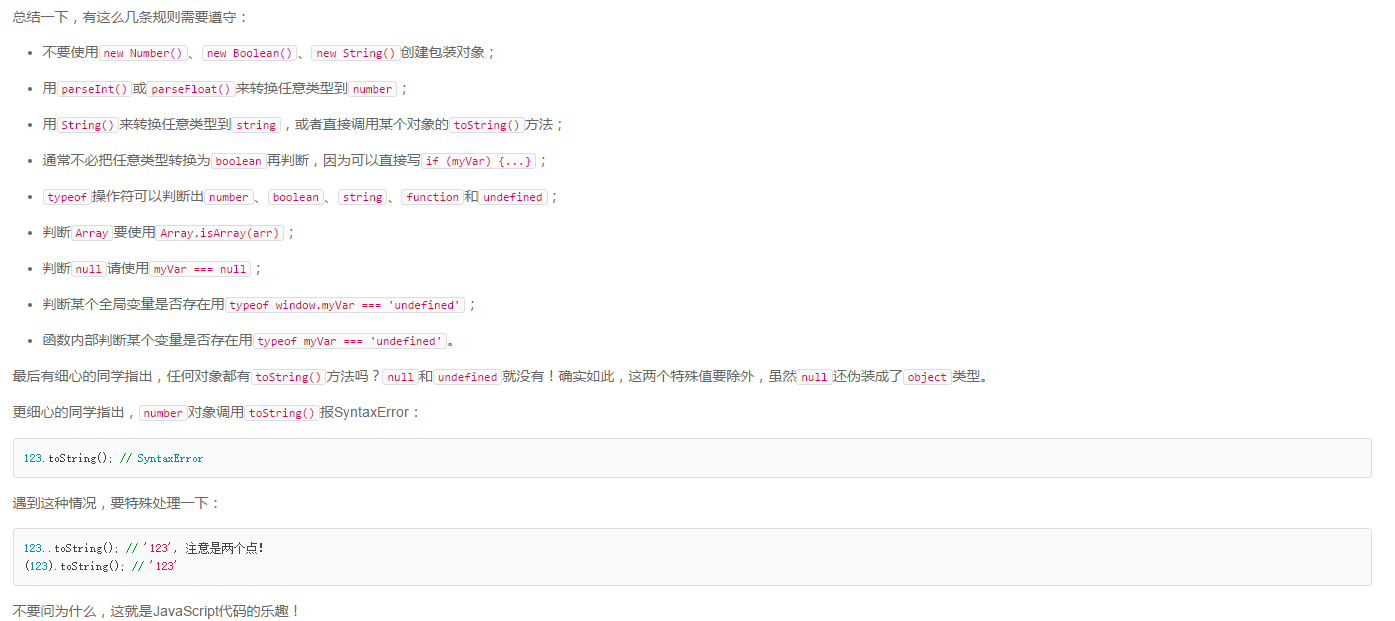 总结一下，有这么几条规则需要遵守：
不要使用new Number()、new Boolean()、new String()创建包装对象；
用parseInt()或parseFloat()来转换任意类型到number；
用String()来转换任意类型到string，或者直接调用某个对象的toString()方法；
通常不必把任意类型转换为boolean再判断，因为可以直接写if (myVar) {...}；
typeof操作符可以判断出number、boolean、string、function和undefined；
判断Array要使用Array.isArray(arr)；
判断null请使用myVar === null；
判断某个全局变量是否存在用typeof window.myVar === 'undefined'；
函数内部判断某个变量是否存在用typeof myVar === 'undefined'。
最后有细心的同学指出，任何对象都有toString()方法吗？null和undefined就没有！确实如此，这两个特殊值要除外，虽然null还伪装成了object类型。
更细心的同学指出，number对象调用toString()报SyntaxError：
123.toString(); // SyntaxError
遇到这种情况，要特殊处理一下：
123..toString(); // '123', 注意是两个点！
(123).toString(); // '123'
不要问为什么，这就是JavaScript代码的乐趣！